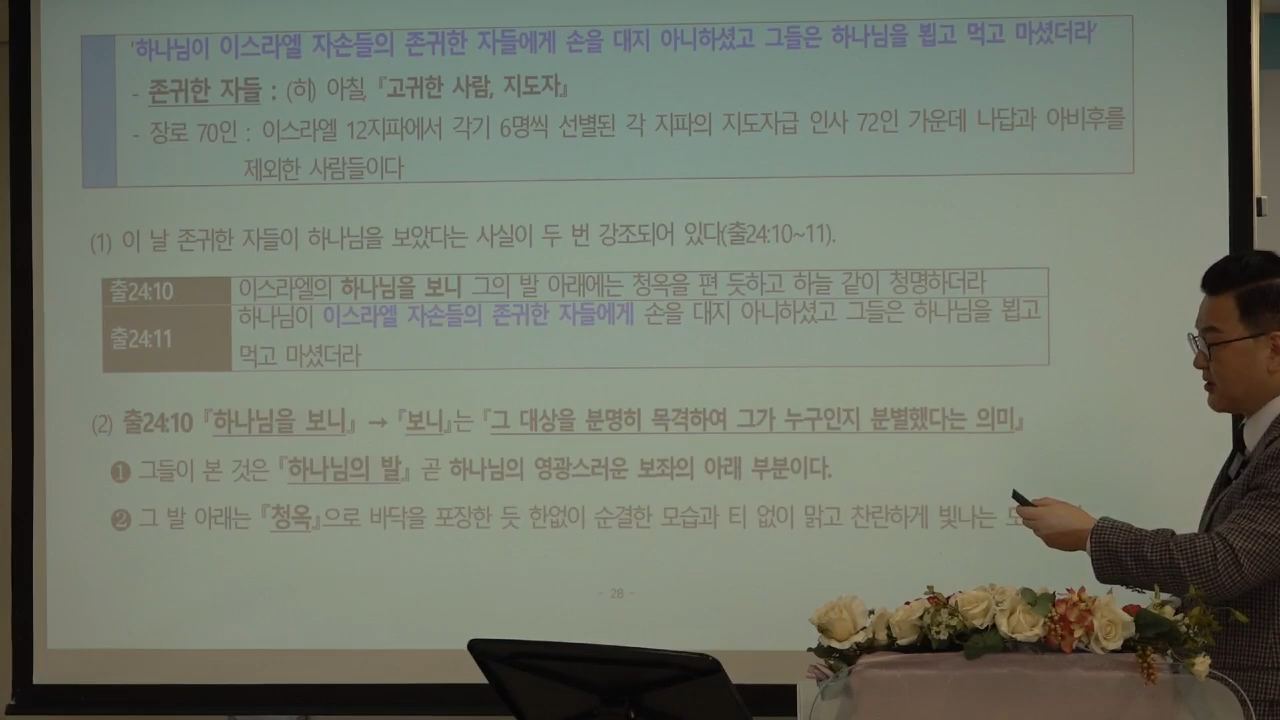 '하나님이 이스라엘 자손들의 존귀한 자들에게 손을 대지 아니하셨고 그들은 하나님을 뵙고 먹고 마셨더라'
- 존귀한 자들 : (히) 아칠, 『고귀한 사람, 지도자』
- 장로 70인 : 이스라엘 12지파에서 각기 6명씩 선별된 각 지파의 지도자급 인사 72인 가운데 나답과 아비후를
제외한 사람들이다
(1) 이 날 존귀한 자들이 하나님을 보았다는 사실이 두 번 강조되어 있다(출24:10~11).
출24:10 이스라엘의 하나님을 보니 그의 발 아래에는 청옥을 편 듯하고 하늘 같이 청명하더라
출24:11 하나님이 이스라엘 자손들의 존귀한 자들에게 손을 대지 아니하셨고 그들은 하나님을 뵙고
먹고 마셨더라
(2) 출24:10 『하나님을 보니』 → 『보니』는 『그 대상을 분명히 목격하여 그가 누구인지 분별했다는 의미』
❶ 그들이 본 것은 『하나님의 발』 곧 하나님의 영광스러운 보좌의 아래 부분이다.
❷ 그 발 아래는 『청옥』으로 바닥을 포장한 듯 한없이 순결한 모습과 티 없이 맑고 찬란하게 빛나는
- 28 -